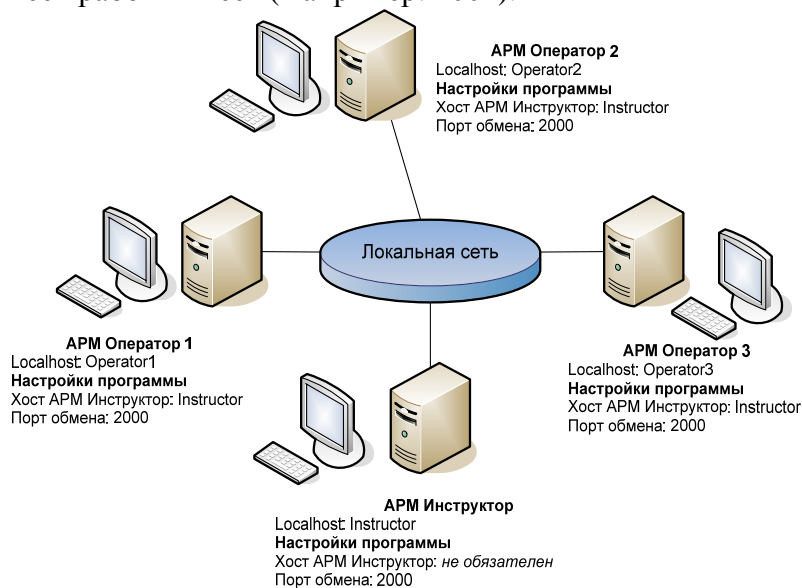 АРМ Оператор 2
Localhost: Operator2
Настройки программы
Хост АРМ Инструктор: Instructor
Порт обмена: 2000
Локальная сеть
АРМ Оператор 1
Localhost: Operator1
Настройки программы
Хост АРМ Инструктор: Instructor
Порт обмена: 2000
АРМ Оператор 3
Localhost: Operator3
Настройки программы
Хост АРМ Инструктор: Instructor
Порт обмена: 2000
АРМ Инструктор
Localhost: Instructor
Настройки программы
Хост АРМ Инструктор: не обязателен
Порт обмена: 2000